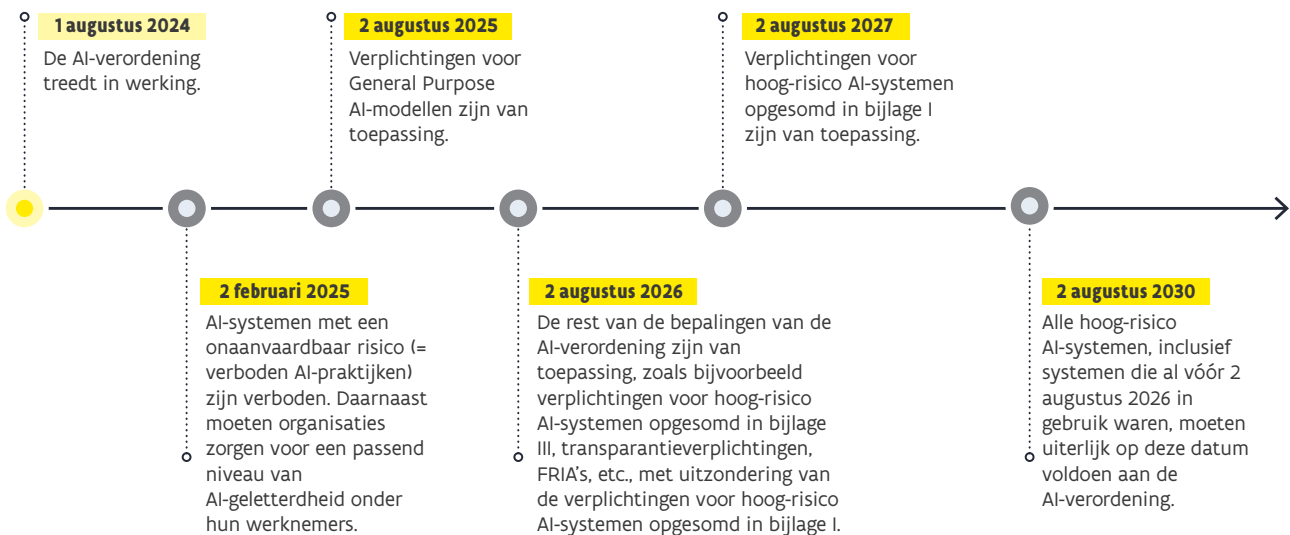 1 augustus 2024
De AI-verordening
treedt in werking.
2 februari 2025
AI-systemen met een
onaanvaardbaar risico (=
verboden AI-praktijken)
zijn verboden. Daarnaast
moeten organisaties
zorgen voor een passend
niveau van
AI-geletterdheid onder
hun werknemers.
2 augustus 2025
Verplichtingen voor
General Purpose
AI-modellen zijn van
toepassing.
2 augustus 2026
De rest van de bepalingen van de
AI-verordening zijn van
toepassing, zoals bijvoorbeeld
verplichtingen voor hoog-risico
AI-systemen opgesomd in bijlage
III, transparantieverplichtingen,
FRIA's, etc., met uitzondering van
de verplichtingen voor hoog-risico
AI-systemen opgesomd in bijlage I.
2 augustus 2027
Verplichtingen voor
hoog-risico AI-systemen
opgesomd in bijlage I
zijn van toepassing.
2 augustus 2030
Alle hoog-risico
AI-systemen, inclusief
systemen die al vóór 2
augustus 2026 in
gebruik waren, moeten
uiterlijk op deze datum
voldoen aan de
AI-verordening.